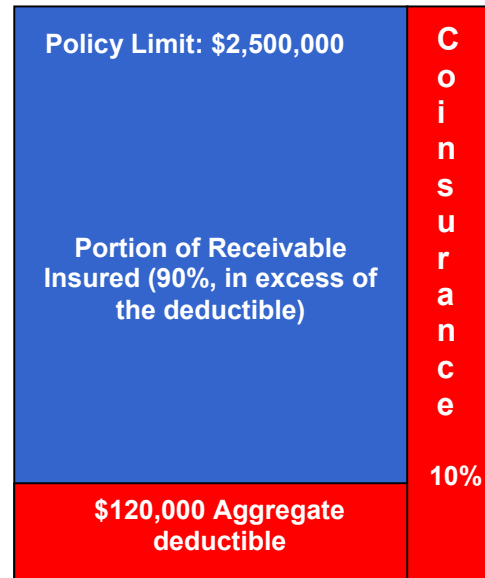 Policy Limit: $2,500,000
Portion of Receivable
Insured (90%, in excess of
the deductible)
$120,000 Aggregate
deductible
C
o
i
n
s
u
r
a
n
c
e
10%